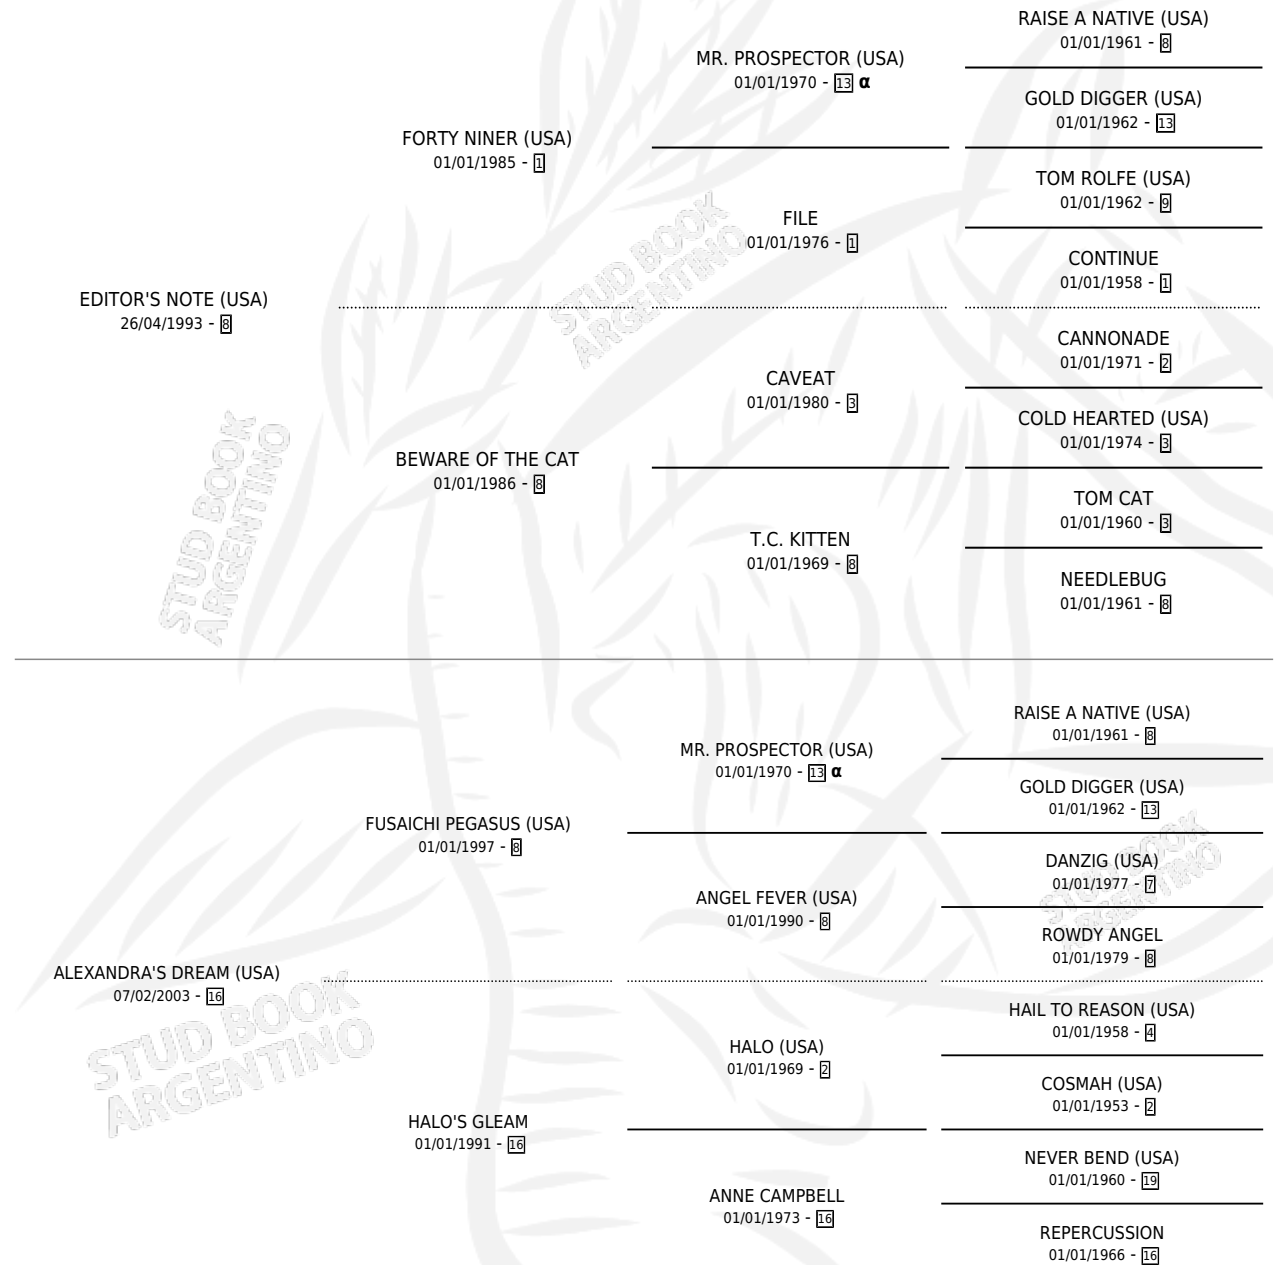 RAISE A NATIVE (USA)
01/01/1961 - 8
MR. PROSPECTOR (USA)
01/01/1970 - 13 α
GOLD DIGGER (USA)
01/01/1962 - 13
FORTY NINER (USA)
01/01/1985 - 1
TOM ROLFE (USA)
01/01/1962 - 9
FILE
01/01/1976 - 1
CONTINUE
01/01/1958 - 1
EDITOR'S NOTE (USA)
26/04/1993 - 8
CANNONADE
01/01/1971 - 2
CAVEAT
01/01/1980 - 3
COLD HEARTED (USA)
01/01/1974 - 3
BEWARE OF THE CAT
01/01/1986 - 8
TOM CAT
01/01/1960 - 3
T.C. KITTEN
01/01/1969 - 8
NEEDLEBUG
01/01/1961 - 8
RAISE A NATIVE (USA)
01/01/1961 - 8
MR. PROSPECTOR (USA)
01/01/1970 - 13 α
GOLD DIGGER (USA)
01/01/1962 - 13
FUSAICHI PEGASUS (USA)
01/01/1997 - 8
DANZIG (USA)
01/01/1977 - 7
ANGEL FEVER (USA)
01/01/1990 - 8
ROWDY ANGEL
01/01/1979 - 8
ALEXANDRA'S DREAM (USA)
07/02/2003 - 16
HAIL TO REASON (USA)
01/01/1958 - 4
HALO (USA)
01/01/1969 - 2
COSMAH (USA)
01/01/1953 - 2
HALO'S GLEAM
01/01/1991 - 16
NEVER BEND (USA)
01/01/1960 - 19
ANNE CAMPBELL
01/01/1973 - 16
REPERCUSSION
01/01/1966 - 16
STUD BOOK
ARGENTINO
STUD BOOK
ARGENTINO
STUD BOOK
ARGENTINO
STUD BOOK
ARGENTINO